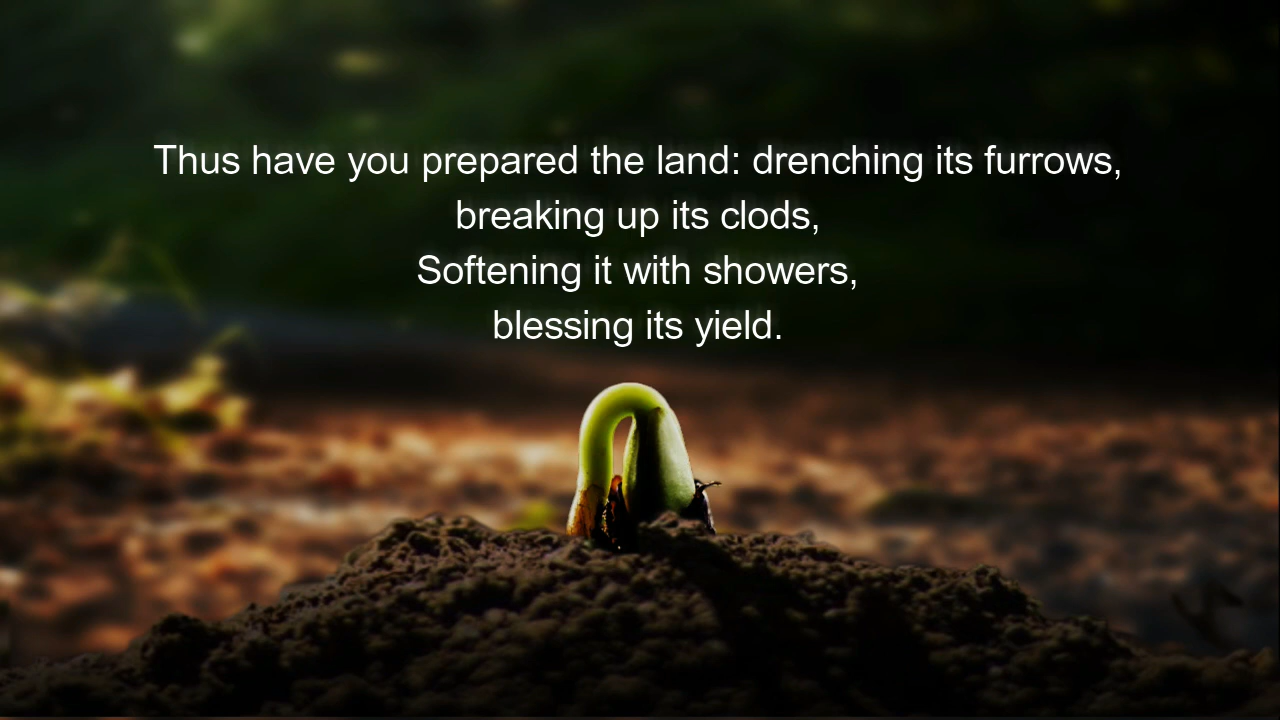 Thus have you prepared the land: drenching its furrows,
breaking up its clods,
Softening it with showers,
blessing its yield.